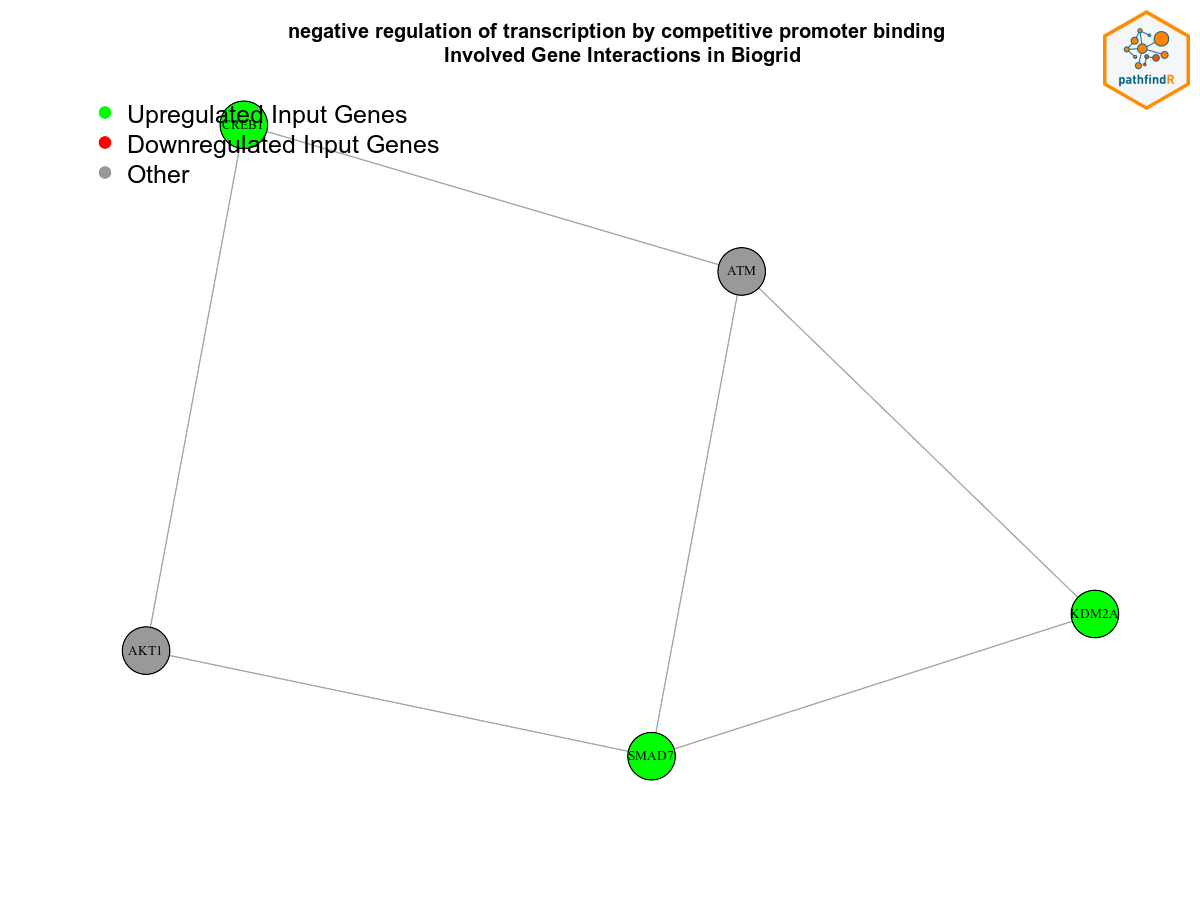 negative regulation of transcription by competitive promoter binding
Involved Gene Interactions in Biogrid
pathfindR
Upregulated Input Genes
CREB1
Downregulated Input Genes
Other
ATM
KDM2A
AKT1
SMAD7